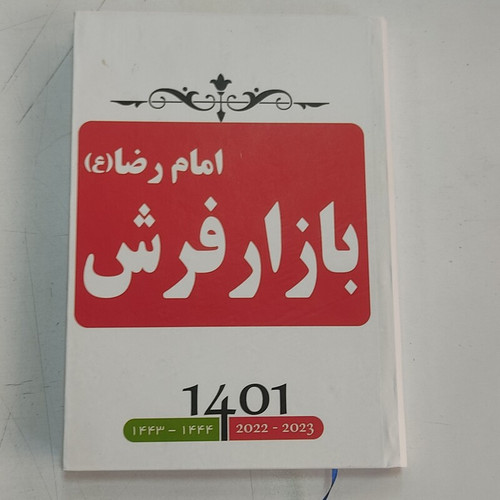 امام رضا(ع)
بازار فرش
1401
۱۴۴۳ - ۱۴۴۴ 2022 - 2023